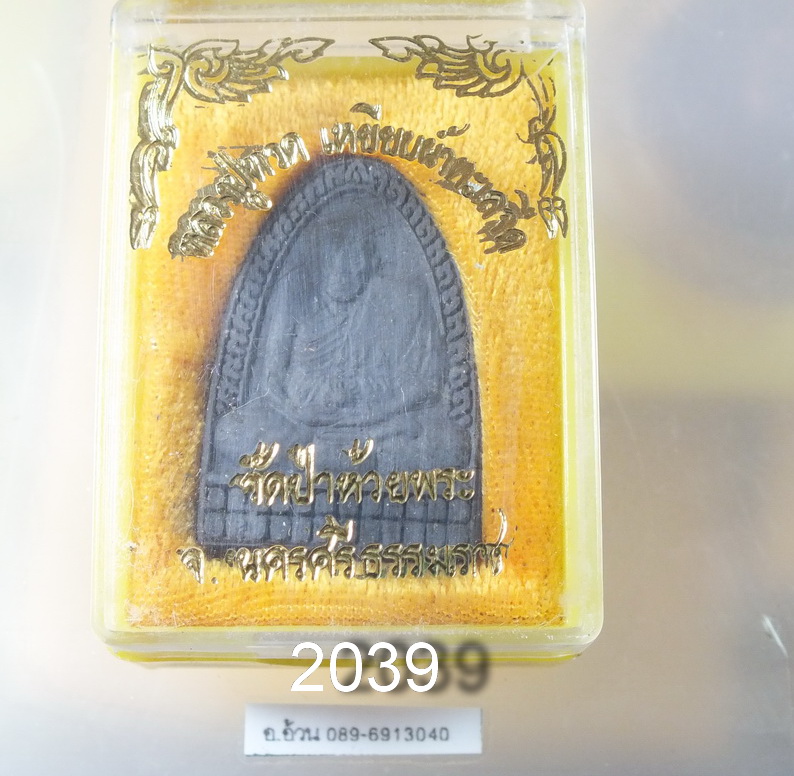 หลวงปู่ทวด เหยียบน้ำทะเลจืด
วัดป่าห้วยพระ
จ. นครศรีธรรมราช
2039
อ.อ้วน 089-6913040